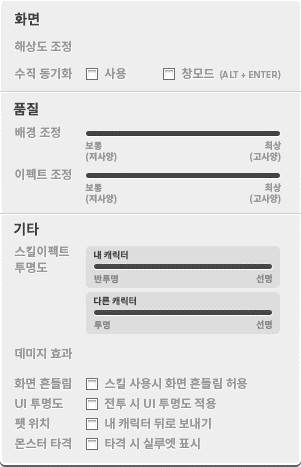 화면
해상도 조정
수직 동기화 사용 창모드 (ALT + ENTER)
품질
배경 조정
보통 최상
(저사양) (고사양)
이펙트 조정
보통 최상
(저사양) (고사양)
기타
스킬이펙트
투명도
내 캐릭터
반투명 선명
다른 캐릭터
투명 선명
데미지 효과
화면 흔들림 스킬 사용시 화면 흔들림 허용
UI 투명도 전투 시 UI 투명도 적용
펫 위치 내 캐릭터 뒤로 보내기
몬스터 타격 타격 시 실루엣 표시